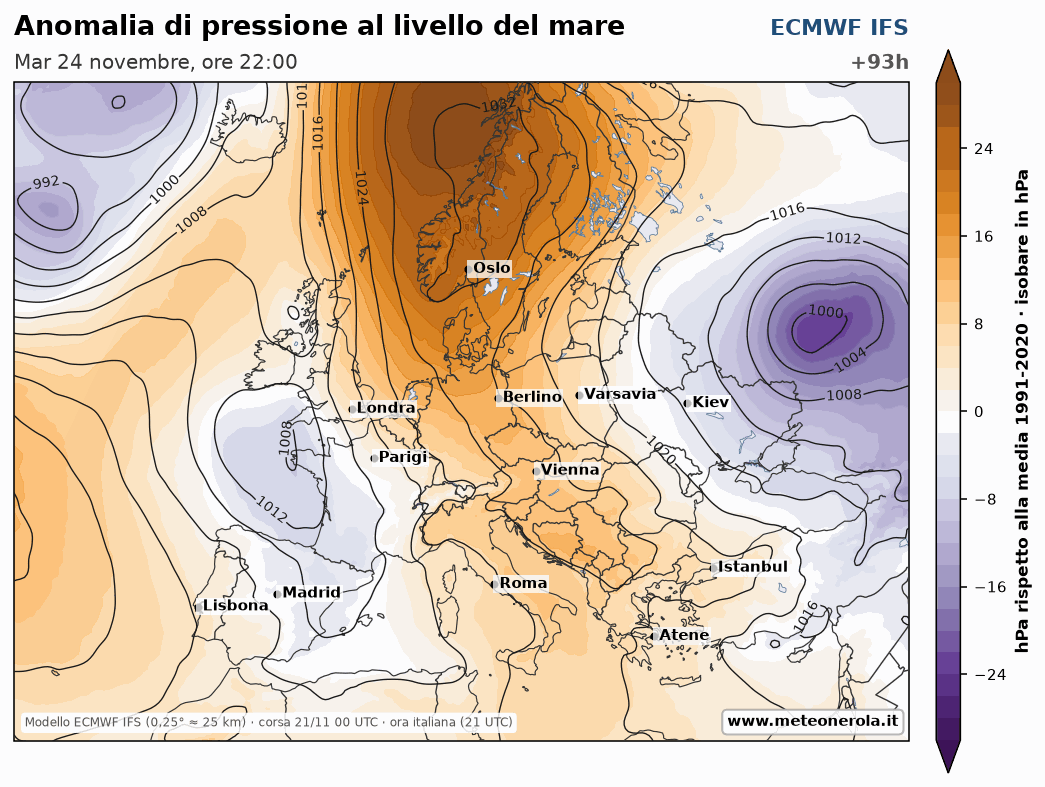 Anomalia di pressione al livello del mare
ECMWF IFS
Mar 24 novembre, ore 22:00
+93h
1032
1016
1024
992
1000
1008
1016
1012
1000
1004
1008
Oslo
Londra
Berlino
Varsavia
Kiev
1008
Parigi
1020
Vienna
1012
Istanbul
Roma
Madrid
Lisbona
1016
Atene
24
16
8
0
−8
−16
−24
hPa rispetto alla media 1991-2020 · isobare in hPa
Modello ECMWF IFS (0,25° ≈ 25 km) · corsa 21/11 00 UTC · ora italiana (21 UTC)
www.meteonerola.it